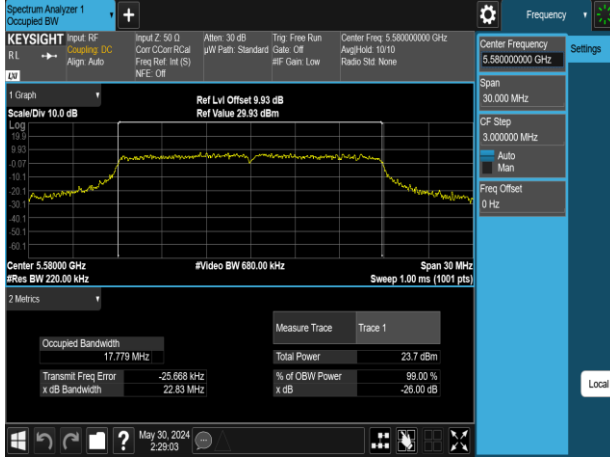 Spectrum Analyzer 1
Occupied BW
Frequency
KEYSIGHT
Input: RF
Coupling: DC
Align: Auto
Input Z: 50 Ω
Corr CCorr RCal
Freq Ref: Int (S)
NFE: Off
Atten: 30 dB
µW Path: Standard
Trig: Free Run
Gate: Off
#IF Gain: Low
Center Freq: 5.580000000 GHz
Avg|Hold: 10/10
Radio Std: None
RL
LXI
Center Frequency
5.580000000 GHz
Settings
Span
30.000 MHz
CF Step
3.000000 MHz
Auto
Man
Freq Offset
0 Hz
Local
1 Graph
Scale/Div 10.0 dB
Ref Lvl Offset 9.93 dB
Ref Value 29.93 dBm
Log
19.9
9.93
-0.07
-10.1
-20.1
-30.1
-40.1
-50.1
-60.1
Center 5.58000 GHz
#Res BW 220.00 kHz
#Video BW 680.00 kHz
Span 30 MHz
Sweep 1.00 ms (1001 pts)
2 Metrics
Measure Trace Trace 1
Occupied Bandwidth
17.779 MHz
Total Power 23.7 dBm
Transmit Freq Error -25.668 kHz
% of OBW Power 99.00 %
x dB Bandwidth 22.83 MHz
x dB -26.00 dB
?
May 30, 2024
2:29:03